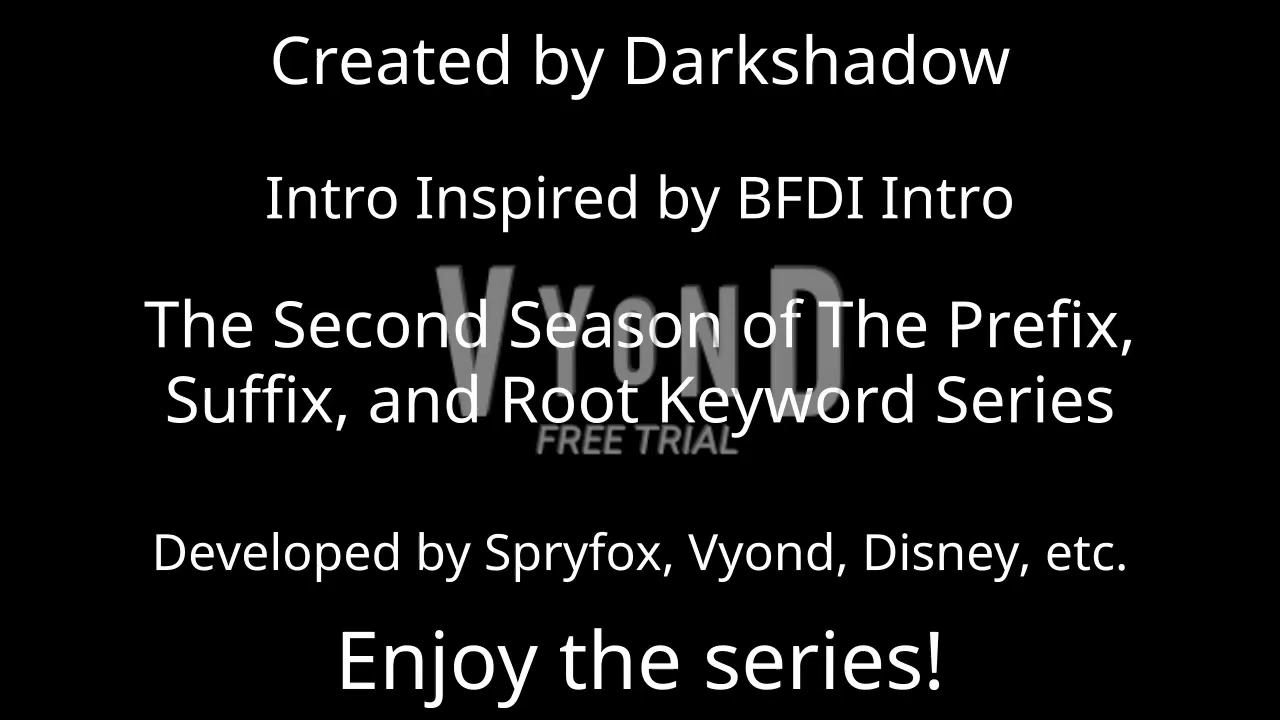 Created by Darkshadow
Intro Inspired by BFDI Intro
VYOND
The Second Season of The Prefix,
Suffix, and Root Keyword Series
FREE TRIAL
Developed by Spryfox, Vyond, Disney, etc.
Enjoy the series!